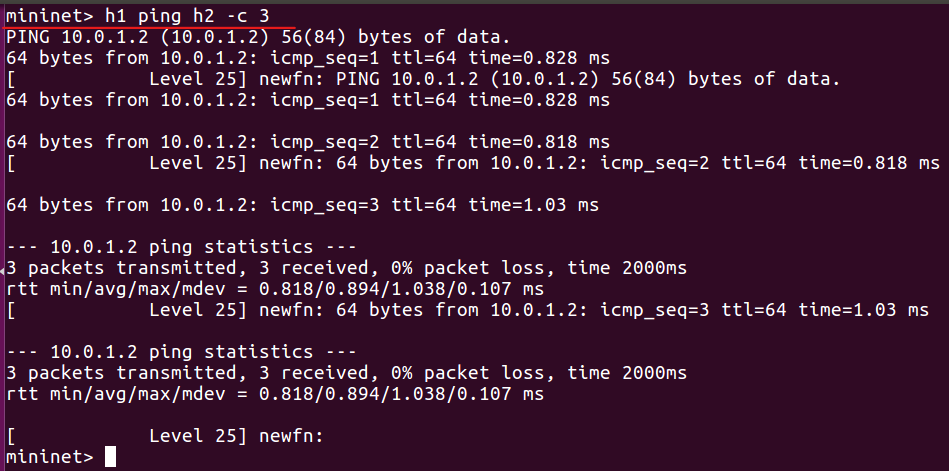 mininet> h1 ping h2 -c 3
PING 10.0.1.2 (10.0.1.2) 56(84) bytes of data.
64 bytes from 10.0.1.2: icmp_seq=1 ttl=64 time=0.828 ms
[            Level 25] newfn: PING 10.0.1.2 (10.0.1.2) 56(84) bytes of data.
64 bytes from 10.0.1.2: icmp_seq=1 ttl=64 time=0.828 ms
64 bytes from 10.0.1.2: icmp_seq=2 ttl=64 time=0.818 ms
[            Level 25] newfn: 64 bytes from 10.0.1.2: icmp_seq=2 ttl=64 time=0.818 ms
64 bytes from 10.0.1.2: icmp_seq=3 ttl=64 time=1.03 ms
--- 10.0.1.2 ping statistics ---
3 packets transmitted, 3 received, 0% packet loss, time 2000ms
rtt min/avg/max/mdev = 0.818/0.894/1.038/0.107 ms
[            Level 25] newfn: 64 bytes from 10.0.1.2: icmp_seq=3 ttl=64 time=1.03 ms
--- 10.0.1.2 ping statistics ---
3 packets transmitted, 3 received, 0% packet loss, time 2000ms
rtt min/avg/max/mdev = 0.818/0.894/1.038/0.107 ms
[            Level 25] newfn:
mininet>